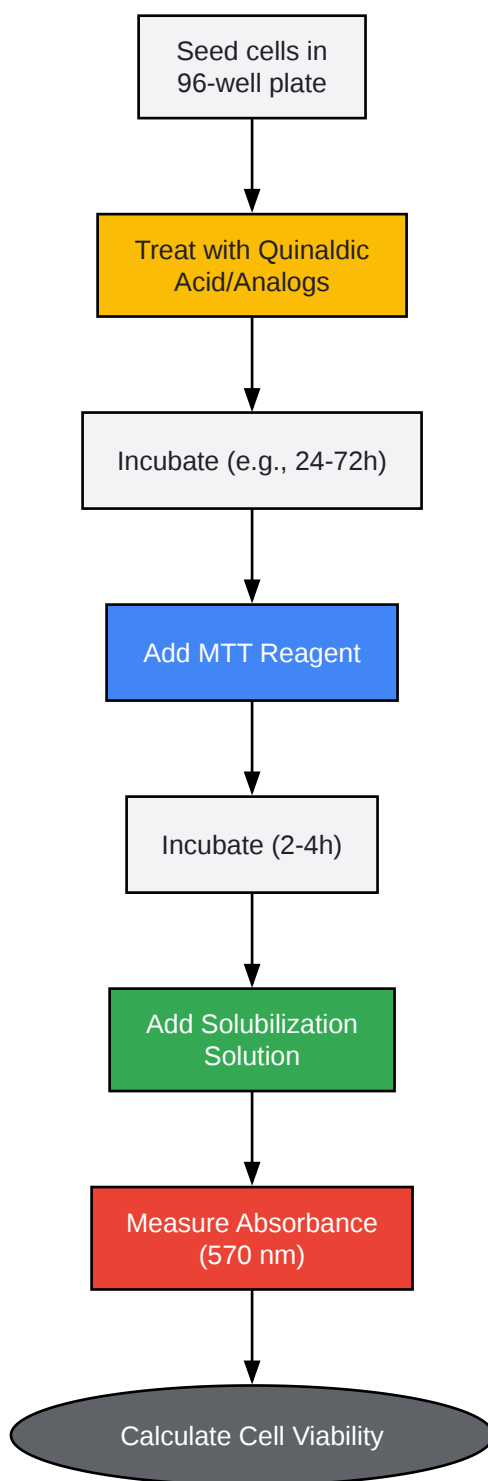 Seed cells in
96-well plate
Treat with Quinaldic
Acid/Analogs
Incubate (e.g., 24-72h)
Add MTT Reagent
Incubate (2-4h)
Add Solubilization
Solution
Measure Absorbance
(570 nm)
Calculate Cell Viability